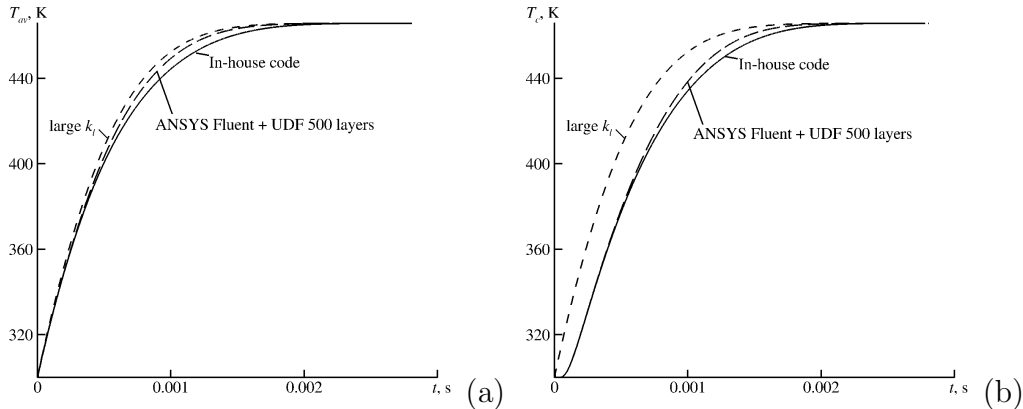 T_av, K
440
400
360
320
0
0.001
0.002
t, s
In-house code
ANSYS Fluent + UDF 500 layers
large k_l
(a)
T_c, K
440
400
360
320
0
0.001
0.002
t, s
In-house code
ANSYS Fluent + UDF 500 layers
large k_l
(b)